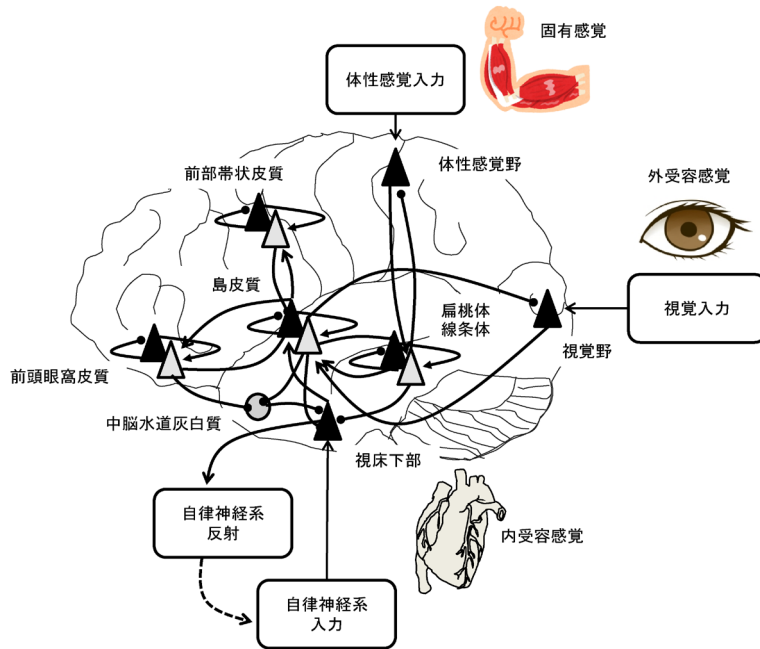 固有感覚
体性感覚入力
体性感覚野
前部帯状皮質
外受容感覚
島皮質
扁桃体
線条体
視覚入力
視覚野
前頭眼窩皮質
中脳水道灰白質
視床下部
自律神経系
反射
内受容感覚
自律神経系
入力